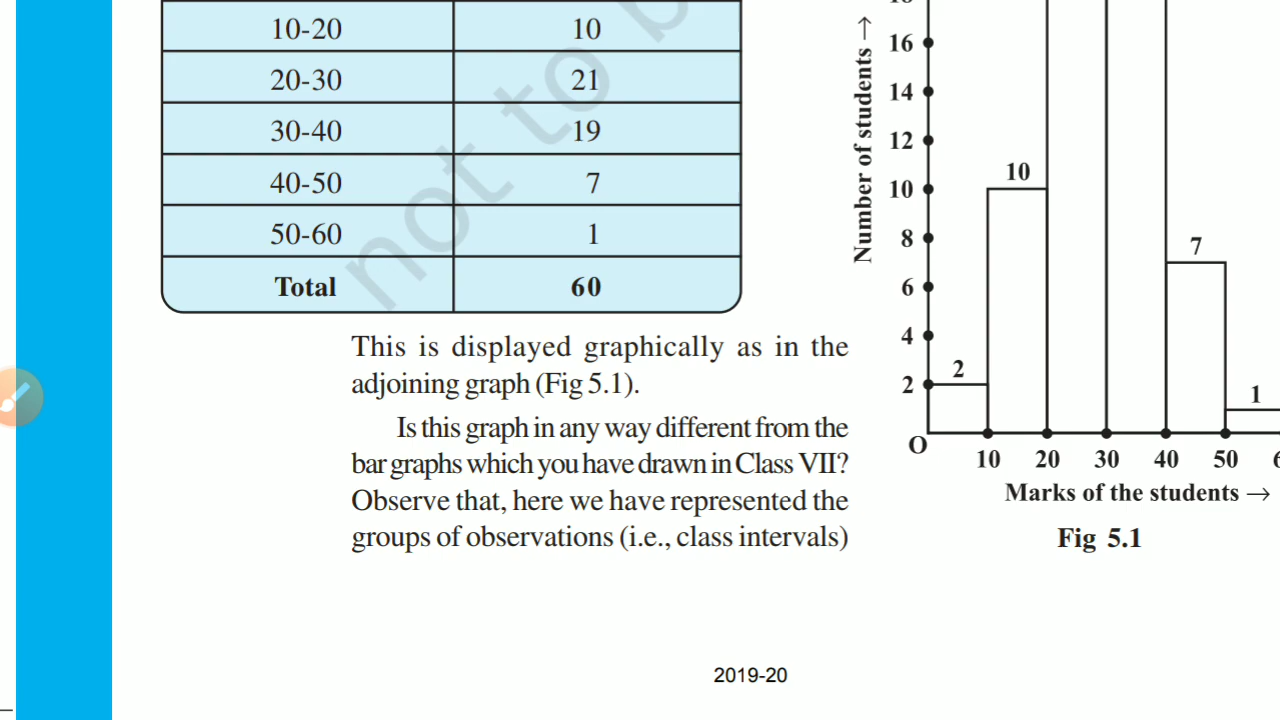 10-20 10
20-30 21
30-40 19
40-50 7
50-60 1
Total 60
not to b
This is displayed graphically as in the
adjoining graph (Fig 5.1).
Is this graph in any way different from the
bar graphs which you have drawn in Class VII?
Observe that, here we have represented the
groups of observations (i.e., class intervals)
Number of students →
16
14
12
10
8
6
4
2
O
2
10
7
1
10 20 30 40 50
Marks of the students →
Fig 5.1
2019-20